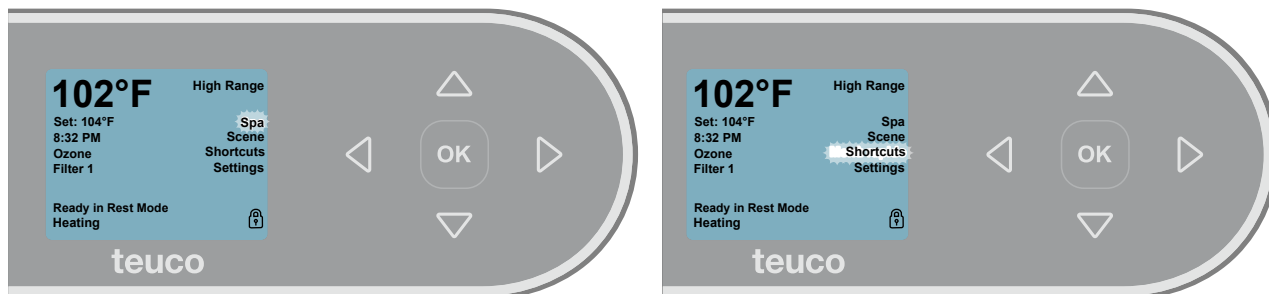 102°F
High Range
Set: 104°F
Spa
8:32 PM
Scene
Ozone
Shortcuts
Filter 1
Settings
Ready in Rest Mode
Heating
OK
teuco
102°F
High Range
Set: 104°F
Spa
8:32 PM
Scene
Ozone
Shortcuts
Filter 1
Settings
Ready in Rest Mode
Heating
OK
teuco